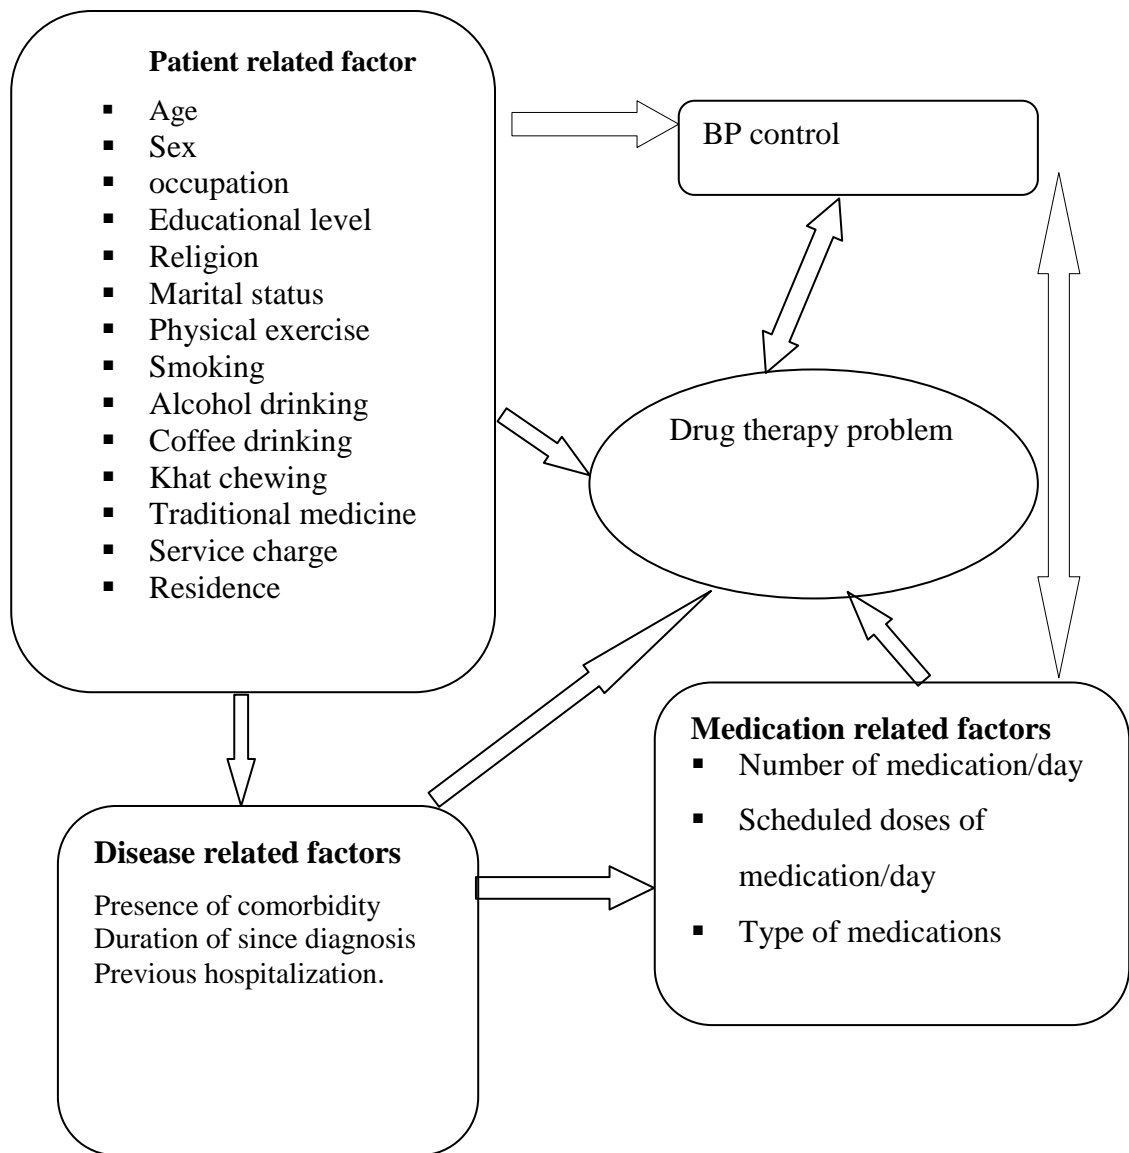 Patient related factor
▪ Age
▪ Sex
▪ occupation
▪ Educational level
▪ Religion
▪ Marital status
▪ Physical exercise
▪ Smoking
▪ Alcohol drinking
▪ Coffee drinking
▪ Khat chewing
▪ Traditional medicine
▪ Service charge
▪ Residence
BP control
Drug therapy problem
Disease related factors
Presence of comorbidity
Duration of since diagnosis
Previous hospitalization.
Medication related factors
▪ Number of medication/day
▪ Scheduled doses of
medication/day
▪ Type of medications